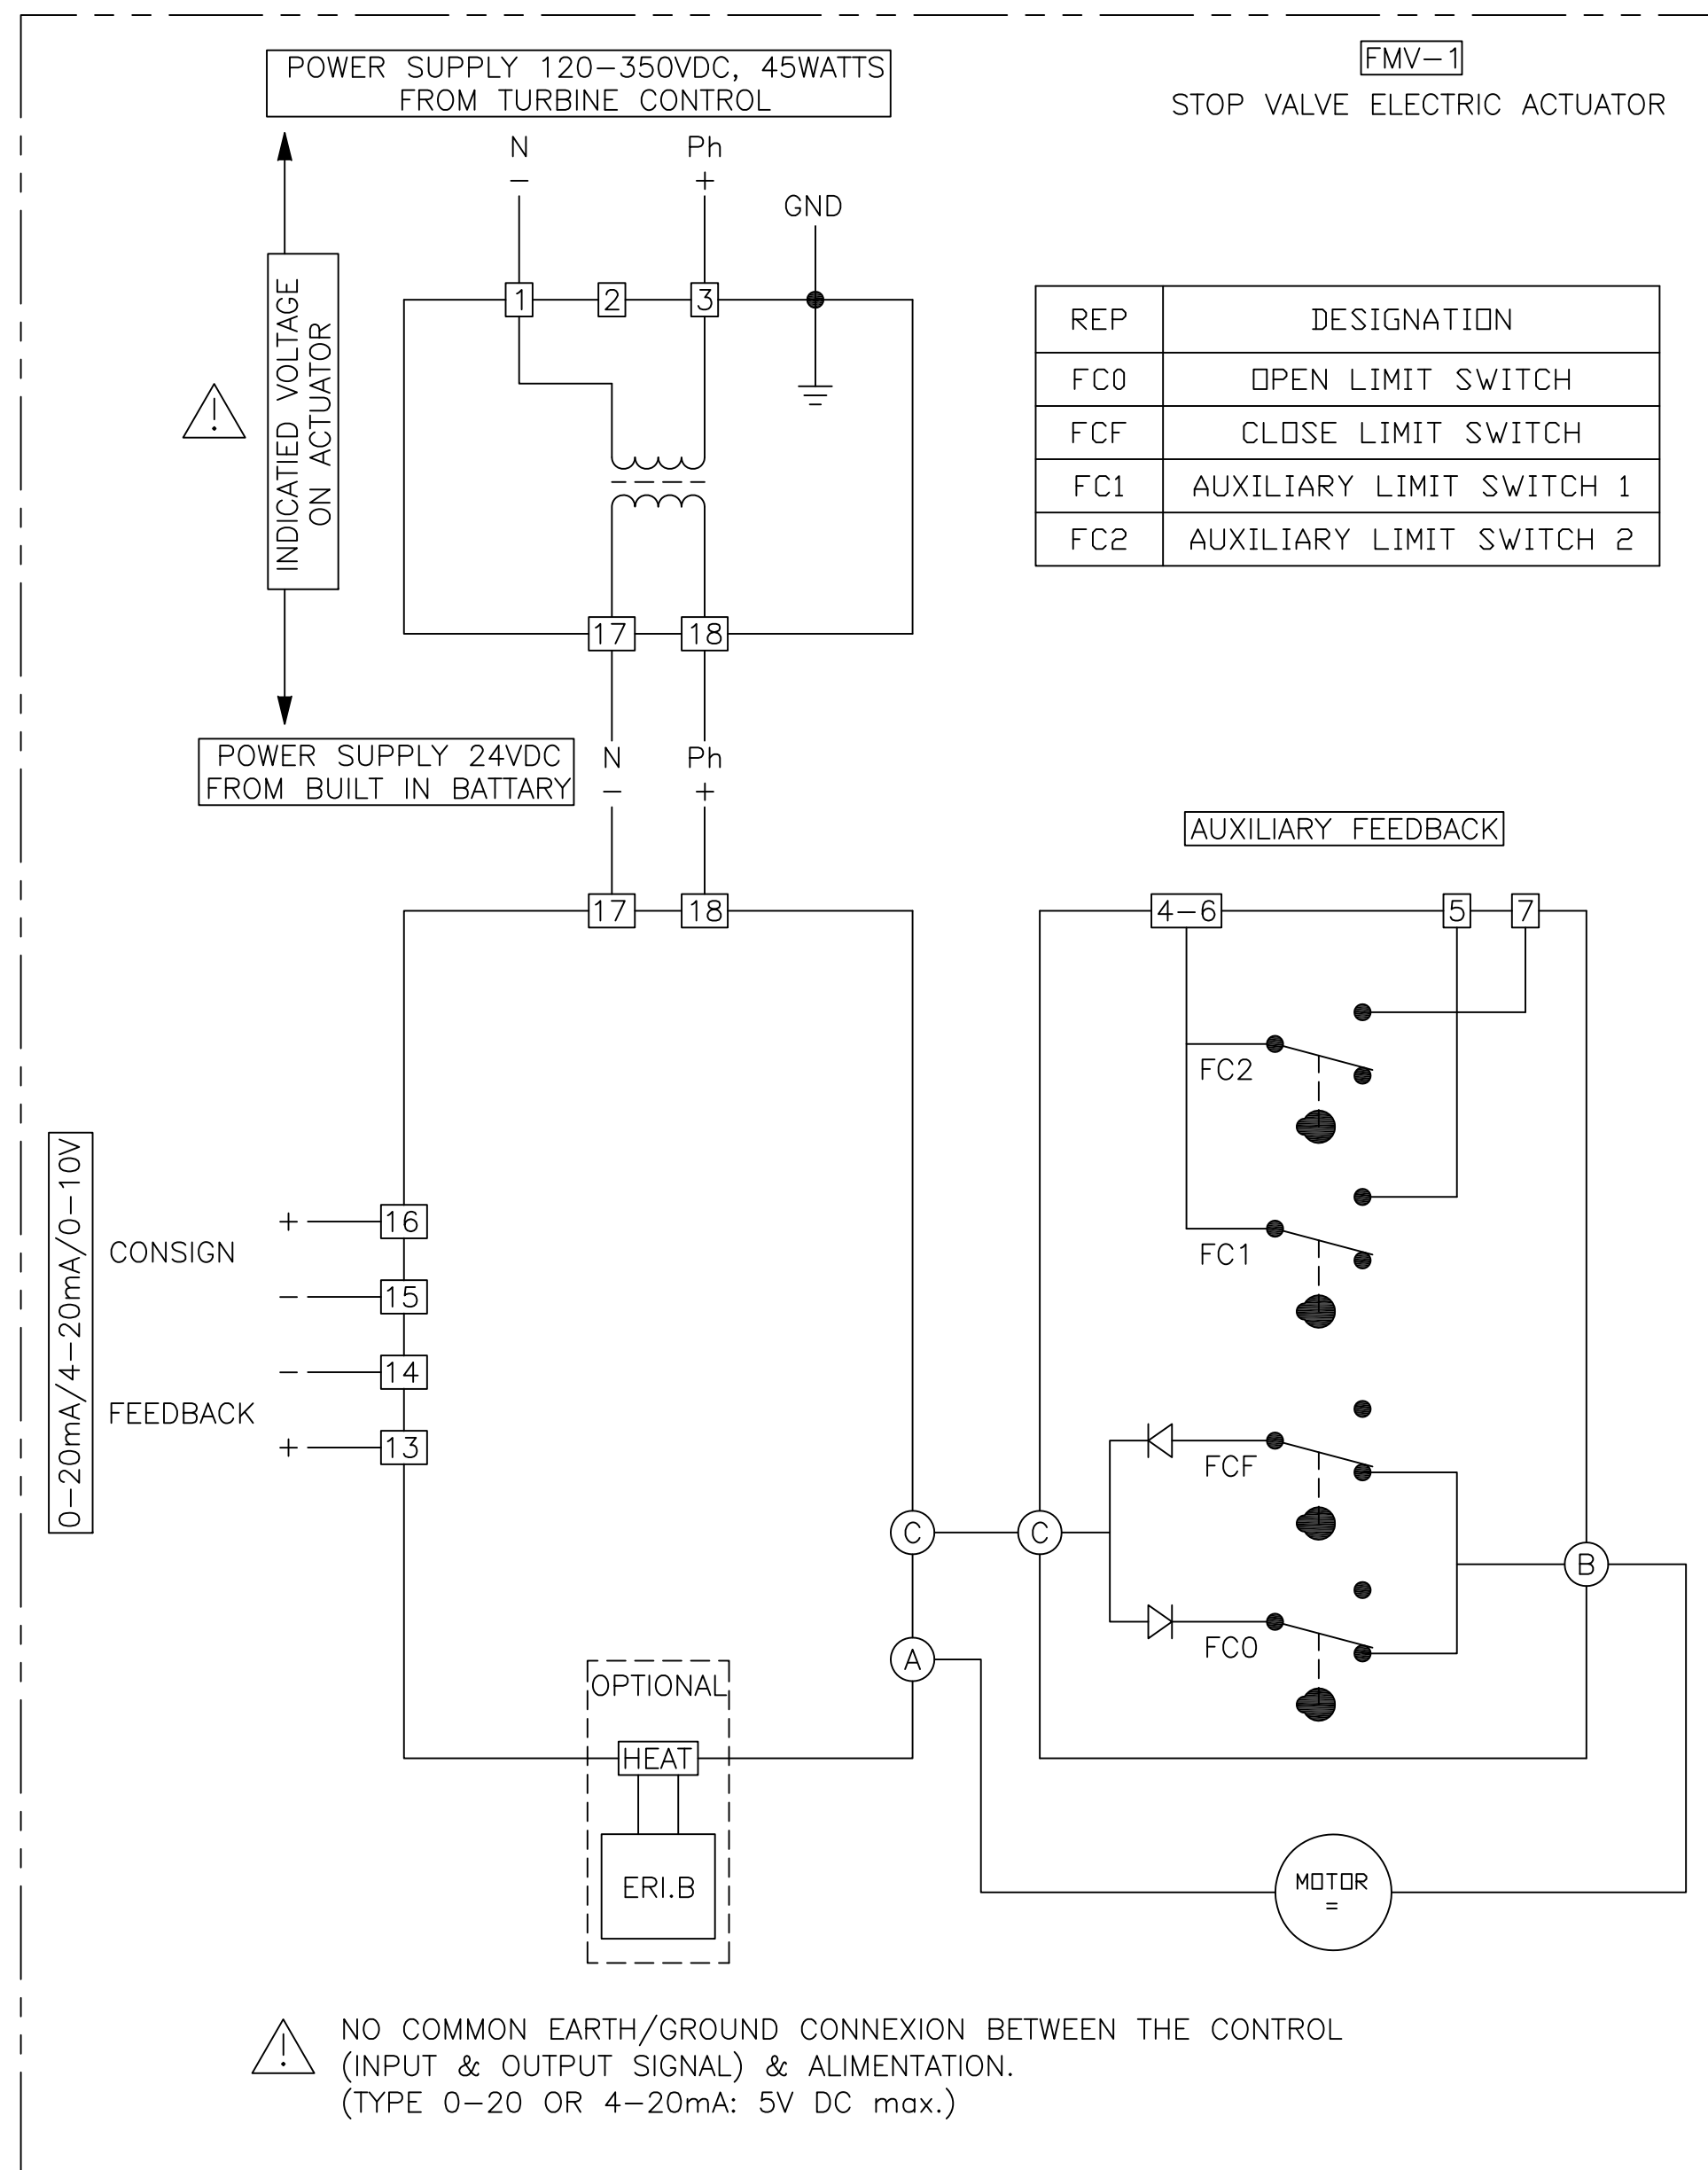 POWER SUPPLY 120-350VDC, 45WATTS
FROM TURBINE CONTROL
FMV-1
STOP VALVE ELECTRIC ACTUATOR
N
Ph
-
+
GND
1
2
3
INDICATIED VOLTAGE
ON ACTUATOR
!
REP DESIGNATION
FC0 OPEN LIMIT SWITCH
FCF CLOSE LIMIT SWITCH
FC1 AUXILIARY LIMIT SWITCH 1
FC2 AUXILIARY LIMIT SWITCH 2
17
18
POWER SUPPLY 24VDC
FROM BUILT IN BATTARY
N
Ph
-
+
17
18
AUXILIARY FEEDBACK
4-6
5
7
FC2
FC1
FCF
FC0
0-20mA/4-20mA/0-10V
CONSIGN
+
16
-
15
FEEDBACK
-
14
+
13
C
C
B
A
OPTIONAL
HEAT
ERI.B
MOTOR
=
!
NO COMMON EARTH/GROUND CONNEXION BETWEEN THE CONTROL
(INPUT & OUTPUT SIGNAL) & ALIMENTATION.
(TYPE 0-20 OR 4-20mA: 5V DC max.)